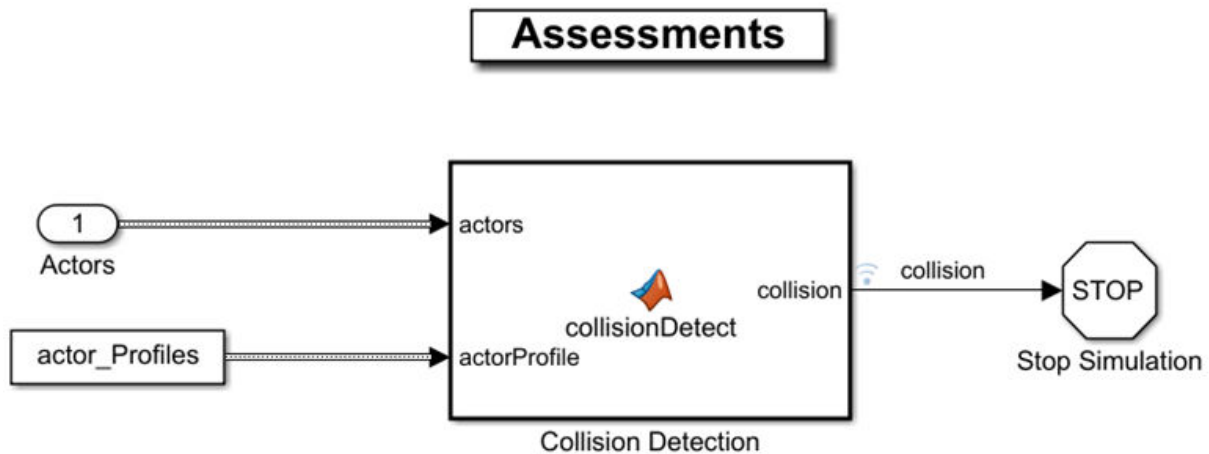 Assessments
1
Actors
actor_Profiles
actors
actorProfile
collisionDetect
collision
Collision Detection
collision
STOP
Stop Simulation